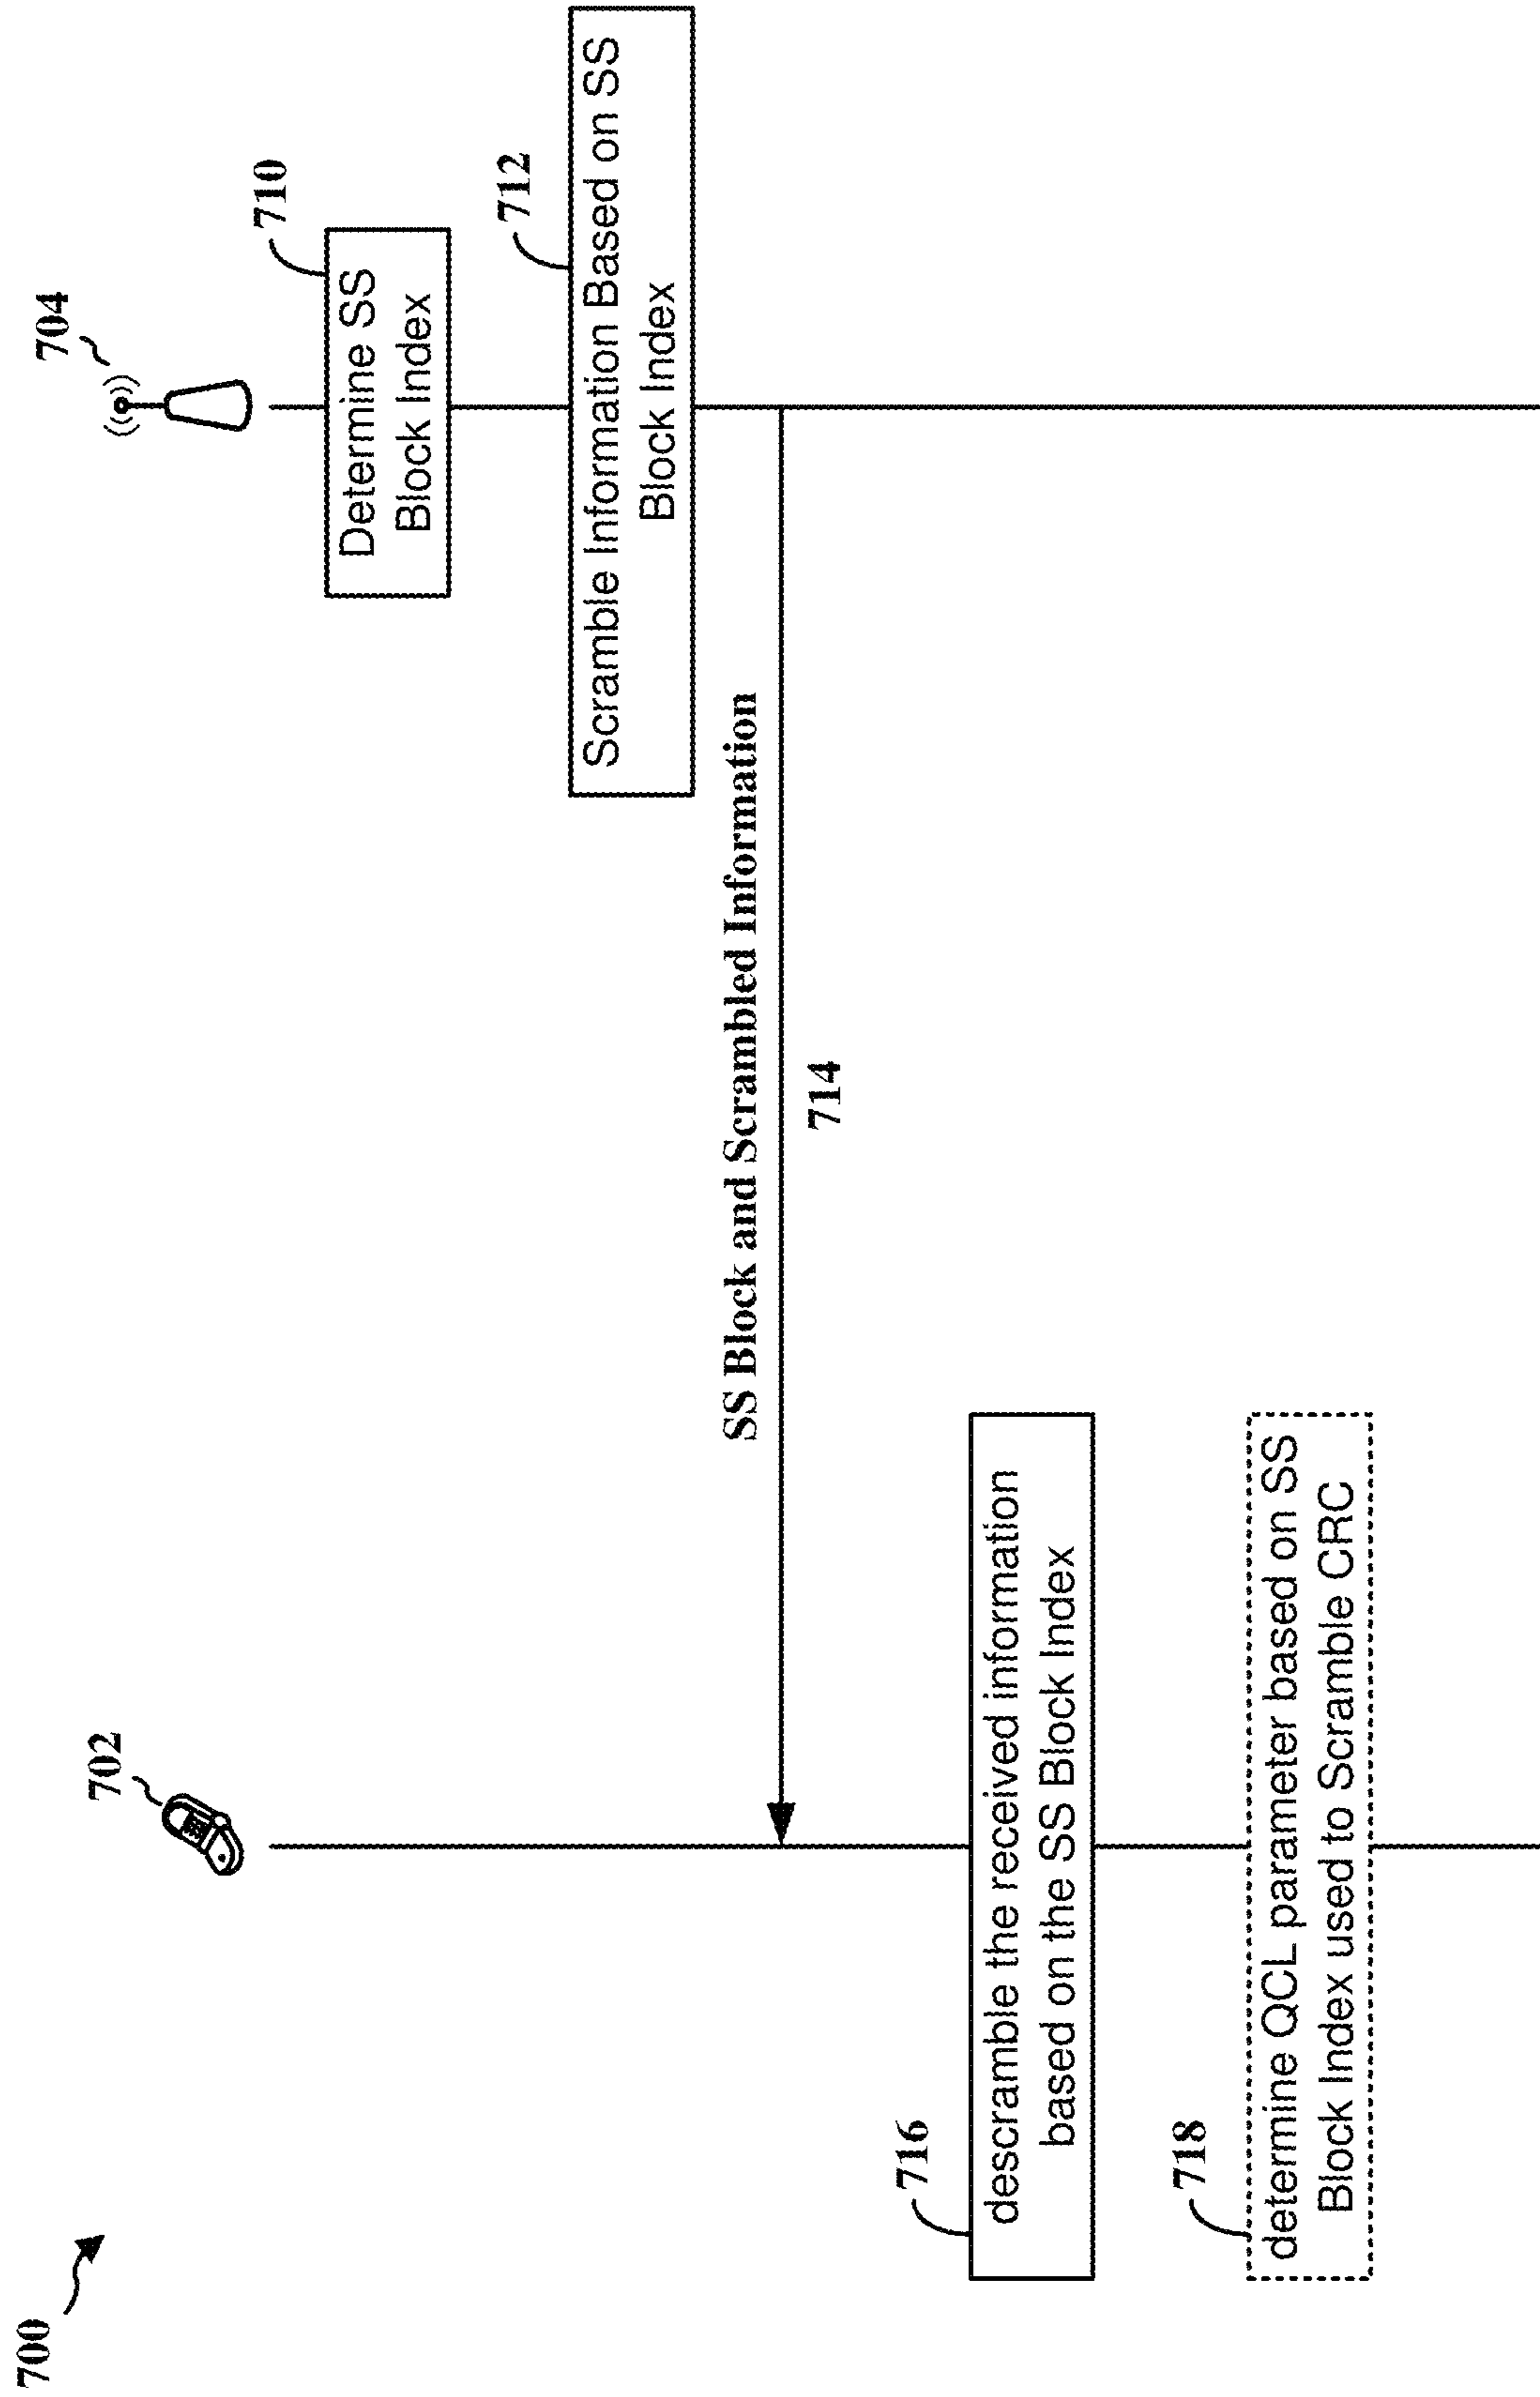 700
702
704
710
Determine SS
Block Index
712
Scramble Information Based on SS
Block Index
SS Block and Scrambled Information
714
716
descramble the received information
based on the SS Block Index
718
determine QCL parameter based on SS
Block Index used to Scramble CRC